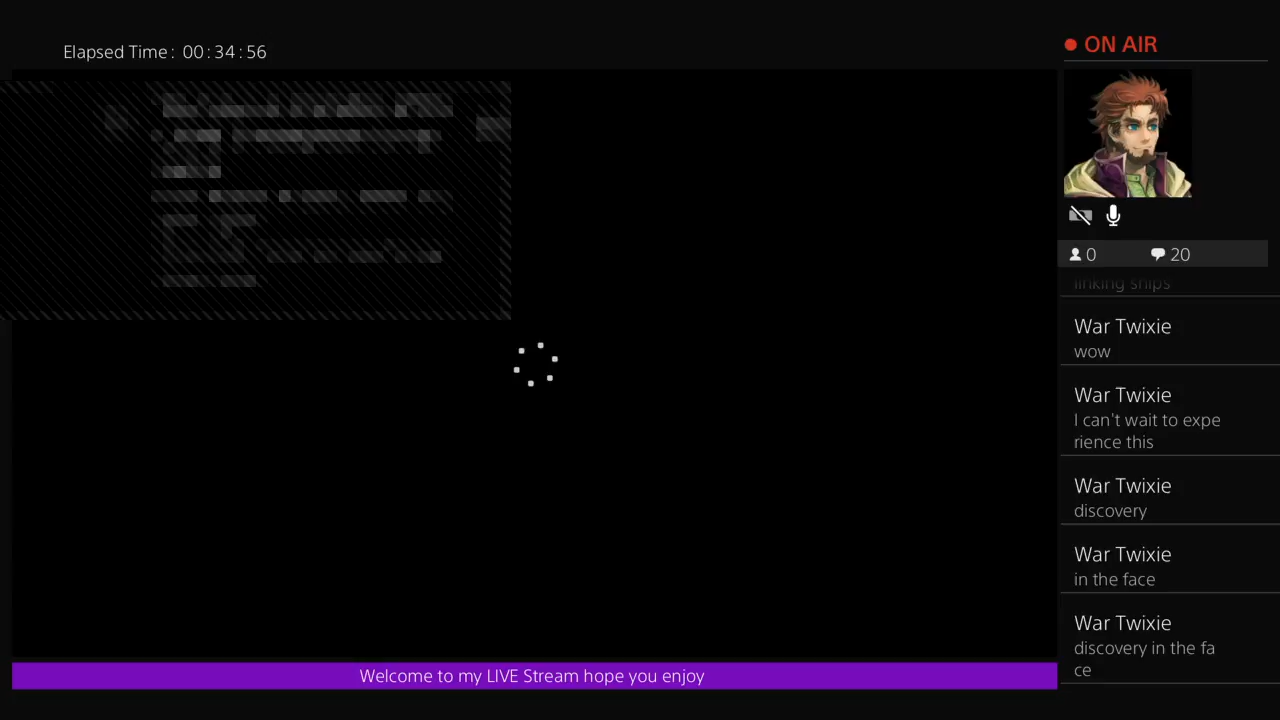 Elapsed Time: 00:34:56
ON AIR
0 20
linking ships
War Twixie
wow
War Twixie
I can't wait to expe
rience this
War Twixie
discovery
War Twixie
in the face
War Twixie
discovery in the fa
ce
Welcome to my LIVE Stream hope you enjoy